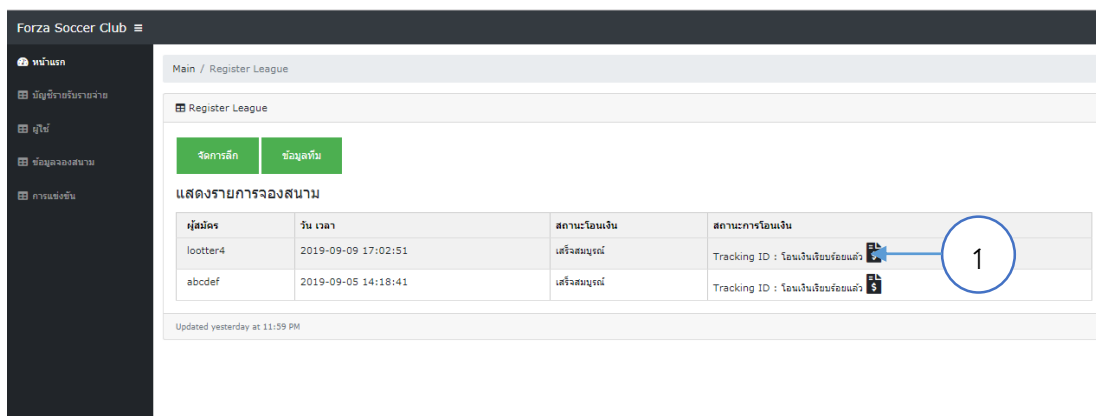 Forza Soccer Club
หน้าแรก
บัญชีรายรับรายจ่าย
ผู้ใช้
ข้อมูลจองสนาม
การแข่งขัน
Main / Register League
Register League
จัดการลีก ข้อมูลทีม
แสดงรายการจองสนาม
ผู้สมัคร วัน เวลา สถานะโอนเงิน สถานะการโอนเงิน
lootter4 2019-09-09 17:02:51 เสร็จสมบูรณ์ Tracking ID : โอนเงินเรียบร้อยแล้ว
abcdef 2019-09-05 14:18:41 เสร็จสมบูรณ์ Tracking ID : โอนเงินเรียบร้อยแล้ว
1
Updated yesterday at 11:59 PM